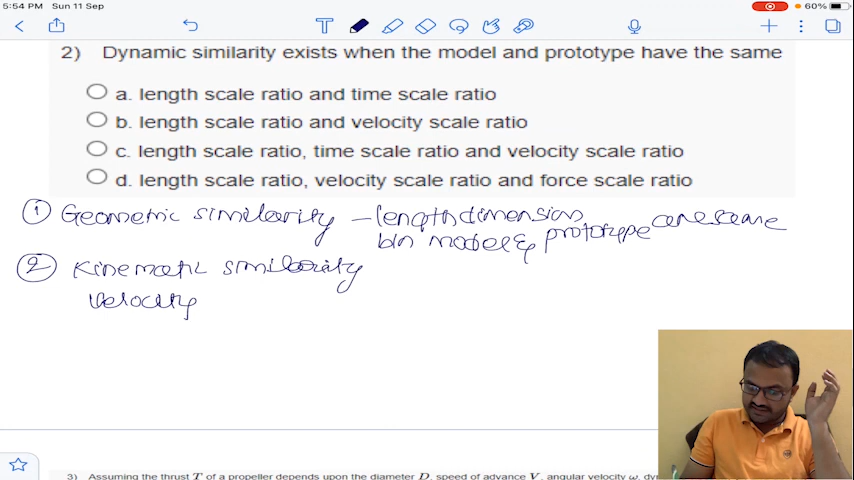 5:54 PM Sun 11 Sep
60%
2) Dynamic similarity exists when the model and prototype have the same
a. length scale ratio and time scale ratio
b. length scale ratio and velocity scale ratio
c. length scale ratio, time scale ratio and velocity scale ratio
d. length scale ratio, velocity scale ratio and force scale ratio
1 Geometric similarity - length dimension are same
b/n model & prototype
2 Kinematic similarity
velocity
3) Assuming the thrust T of a propeller depends upon the diameter D, speed of advance V, angular velocity ω, dy